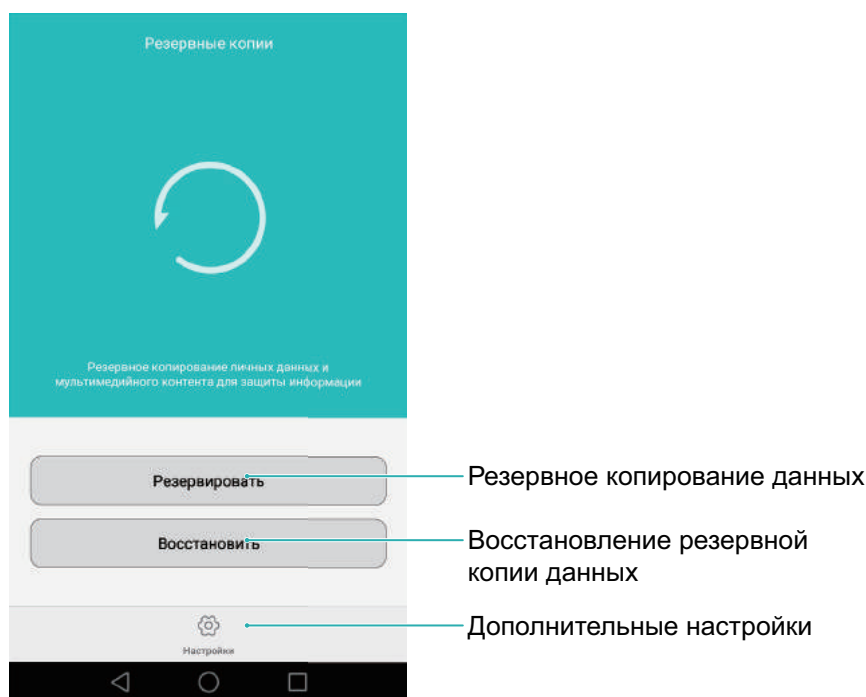 Резервные копии
Резервное копирование личных данных и
мультимедийного контента для защиты информации
Резервировать
Резервное копирование данных
Восстановить
Восстановление резервной
копии данных
Дополнительные настройки
Настройки